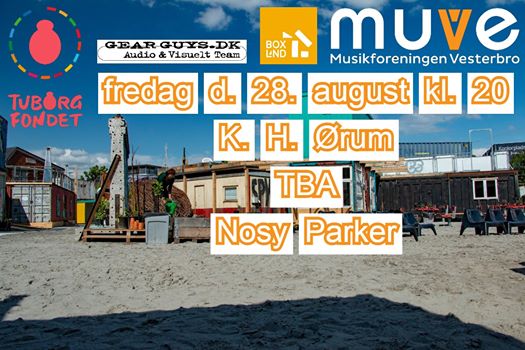 TUBORG
FONDET
GEAR GUYS.DK
Audio & Visuelt Team
BOX
LAND
muve
Musikforeningen Vesterbro
fredag d. 28. august kl. 20
K. H. Ørum
TBA
Nosy Parker